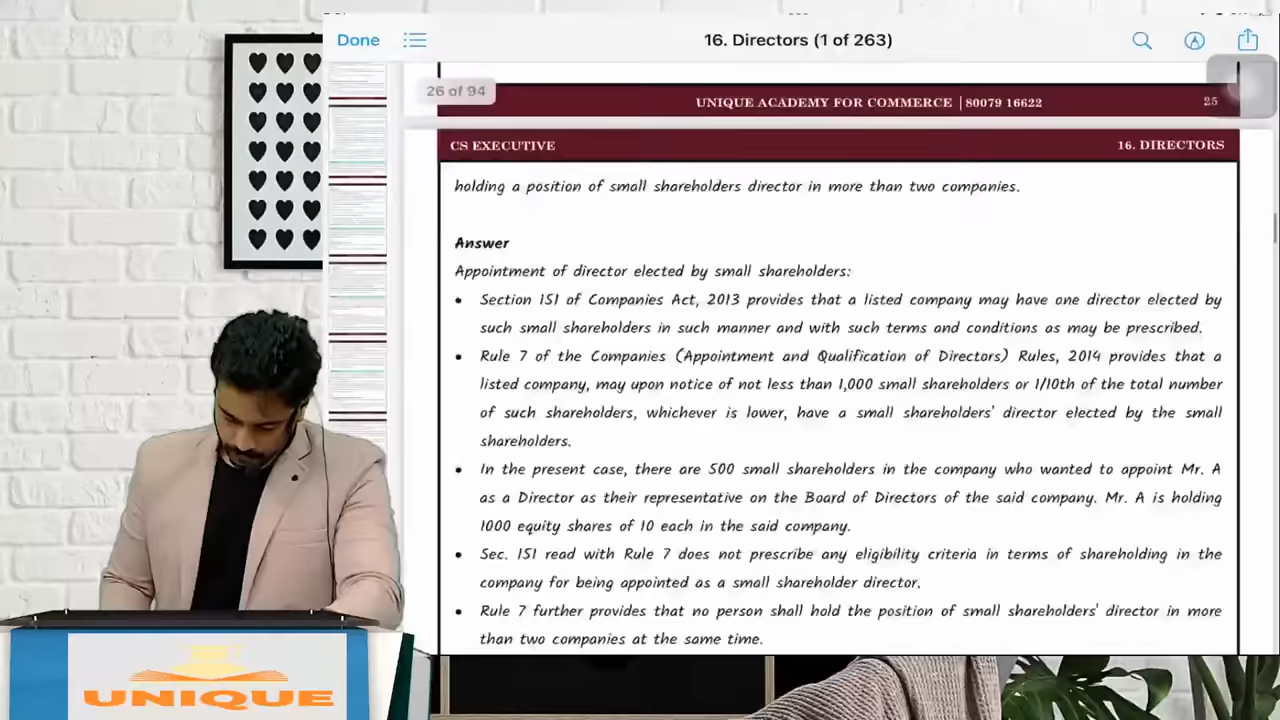 Done
16. Directors (1 of 263)
26 of 94
UNIQUE ACADEMY FOR COMMERCE | 80079 16622
25
CS EXECUTIVE
16. DIRECTORS
holding a position of small shareholders director in more than two companies.
Answer
Appointment of director elected by small shareholders:
• Section 151 of Companies Act, 2013 provides that a listed company may have one director elected by
such small shareholders in such manner and with such terms and conditions as may be prescribed.
• Rule 7 of the Companies (Appointment and Qualification of Directors) Rules, 2014 provides that a
listed company, may upon notice of not less than 1,000 small shareholders or 1/10th of the total number
of such shareholders, whichever is lower, have a small shareholders' director elected by the small
shareholders.
• In the present case, there are 500 small shareholders in the company who wanted to appoint Mr. A
as a Director as their representative on the Board of Directors of the said company. Mr. A is holding
1000 equity shares of 10 each in the said company.
• Sec. 151 read with Rule 7 does not prescribe any eligibility criteria in terms of shareholding in the
company for being appointed as a small shareholder director.
• Rule 7 further provides that no person shall hold the position of small shareholders' director in more
than two companies at the same time.
UNIQUE